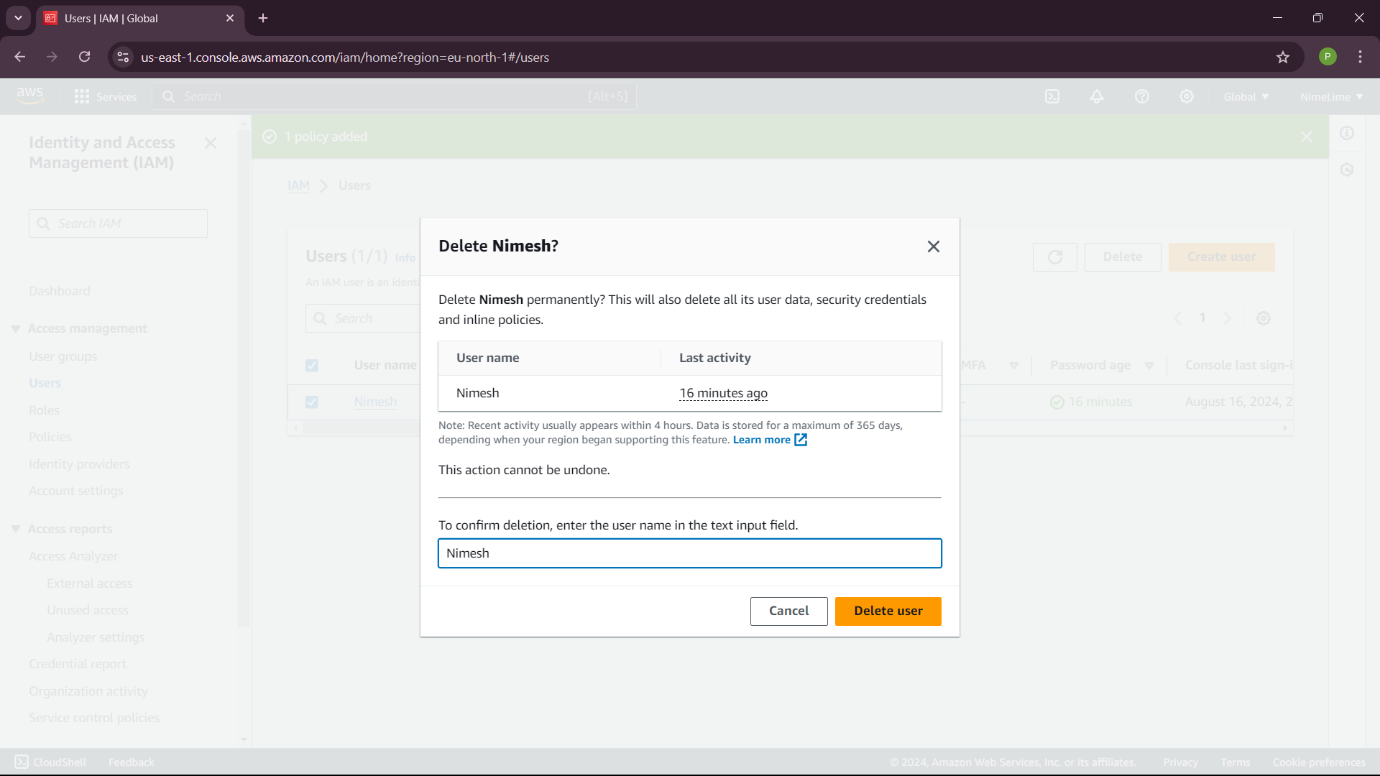 Users | IAM | Global
us-east-1.console.aws.amazon.com/iam/home?region=eu-north-1#/users
P
aws
Services
Search
[Alt+S]
Global
NimeLime
Identity and Access
Management (IAM)
Search IAM
Dashboard
Access management
User groups
Users
Roles
Policies
Identity providers
Account settings
Access reports
Access Analyzer
External access
Unused access
Analyzer settings
Credential report
Organization activity
Service control policies
1 policy added
IAM
Users
Users (1/1)
Info
Delete
Create user
An IAM user is an
Search
1
User name
MFA
Password age
Console last
Nimesh
-
16 minutes
August 16, 2024,
Delete Nimesh?
Delete Nimesh permanently? This will also delete all its user data, security credentials
and inline policies.
User name
Last activity
Nimesh
16 minutes ago
Note: Recent activity usually appears within 4 hours. Data is stored for a maximum of 365 days,
depending when your region began supporting this feature. Learn more
This action cannot be undone.
To confirm deletion, enter the user name in the text input field.
Nimesh
Cancel
Delete user
CloudShell
Feedback
© 2024, Amazon Web Services, Inc. or its affiliates.
Privacy
Terms
Cookie preferences